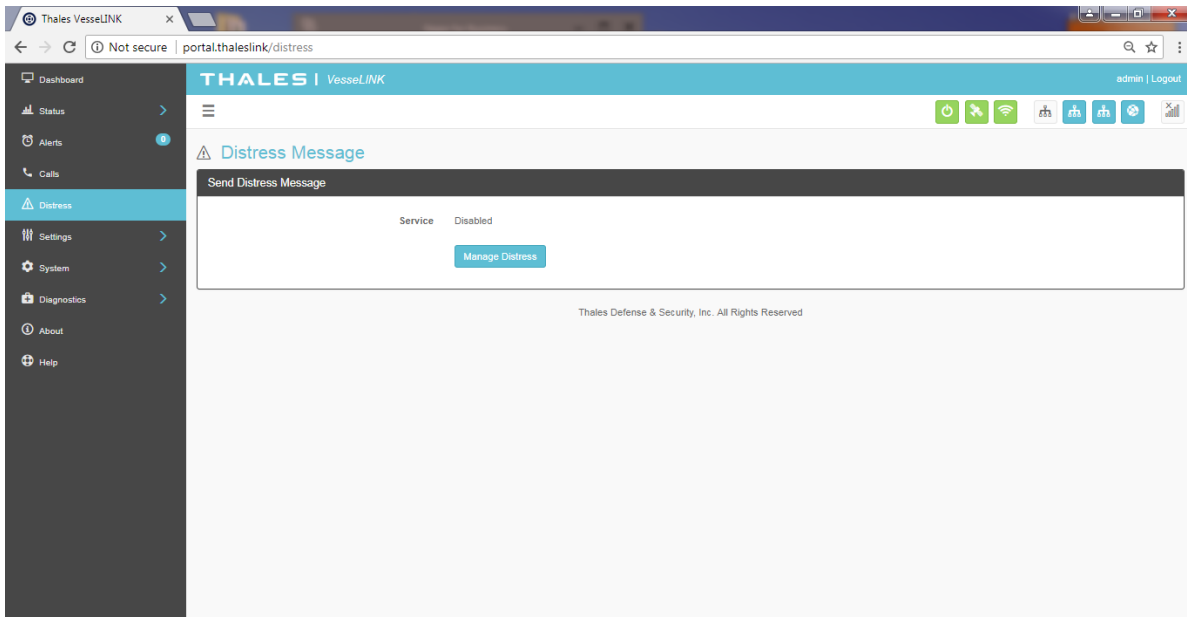 Thales VesseLINK
Not secure | portal.thaleslink/distress
Dashboard
Status
Alerts 0
Calls
Distress
Settings
System
Diagnostics
About
Help
THALES | VesseLINK
admin | Logout
Distress Message
Send Distress Message
Service Disabled
Manage Distress
Thales Defense & Security, Inc. All Rights Reserved